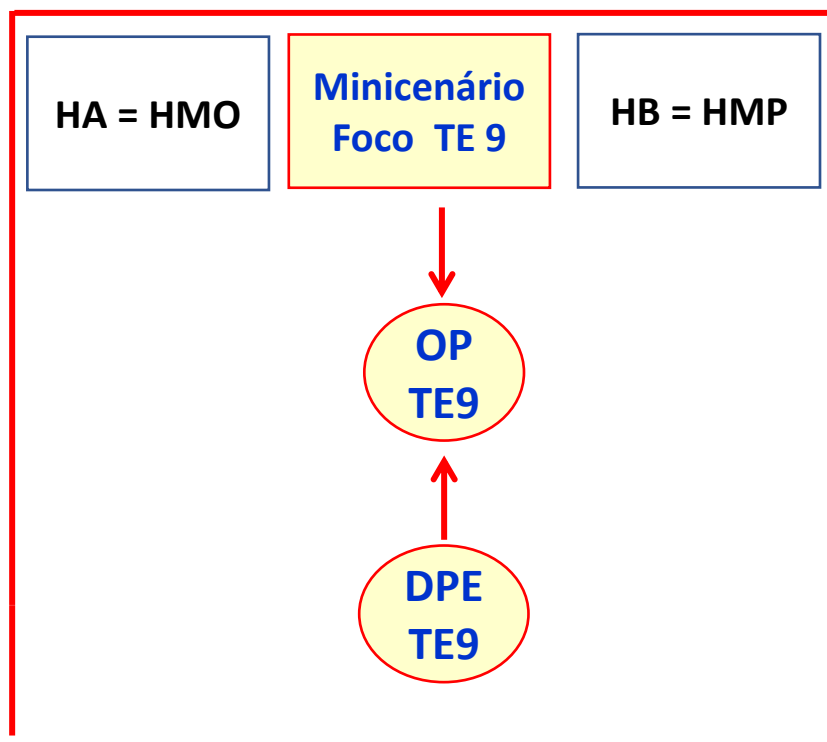 HA = HMO
Minicenário
Foco TE 9
HB = HMP
OP
TE9
DPE
TE9